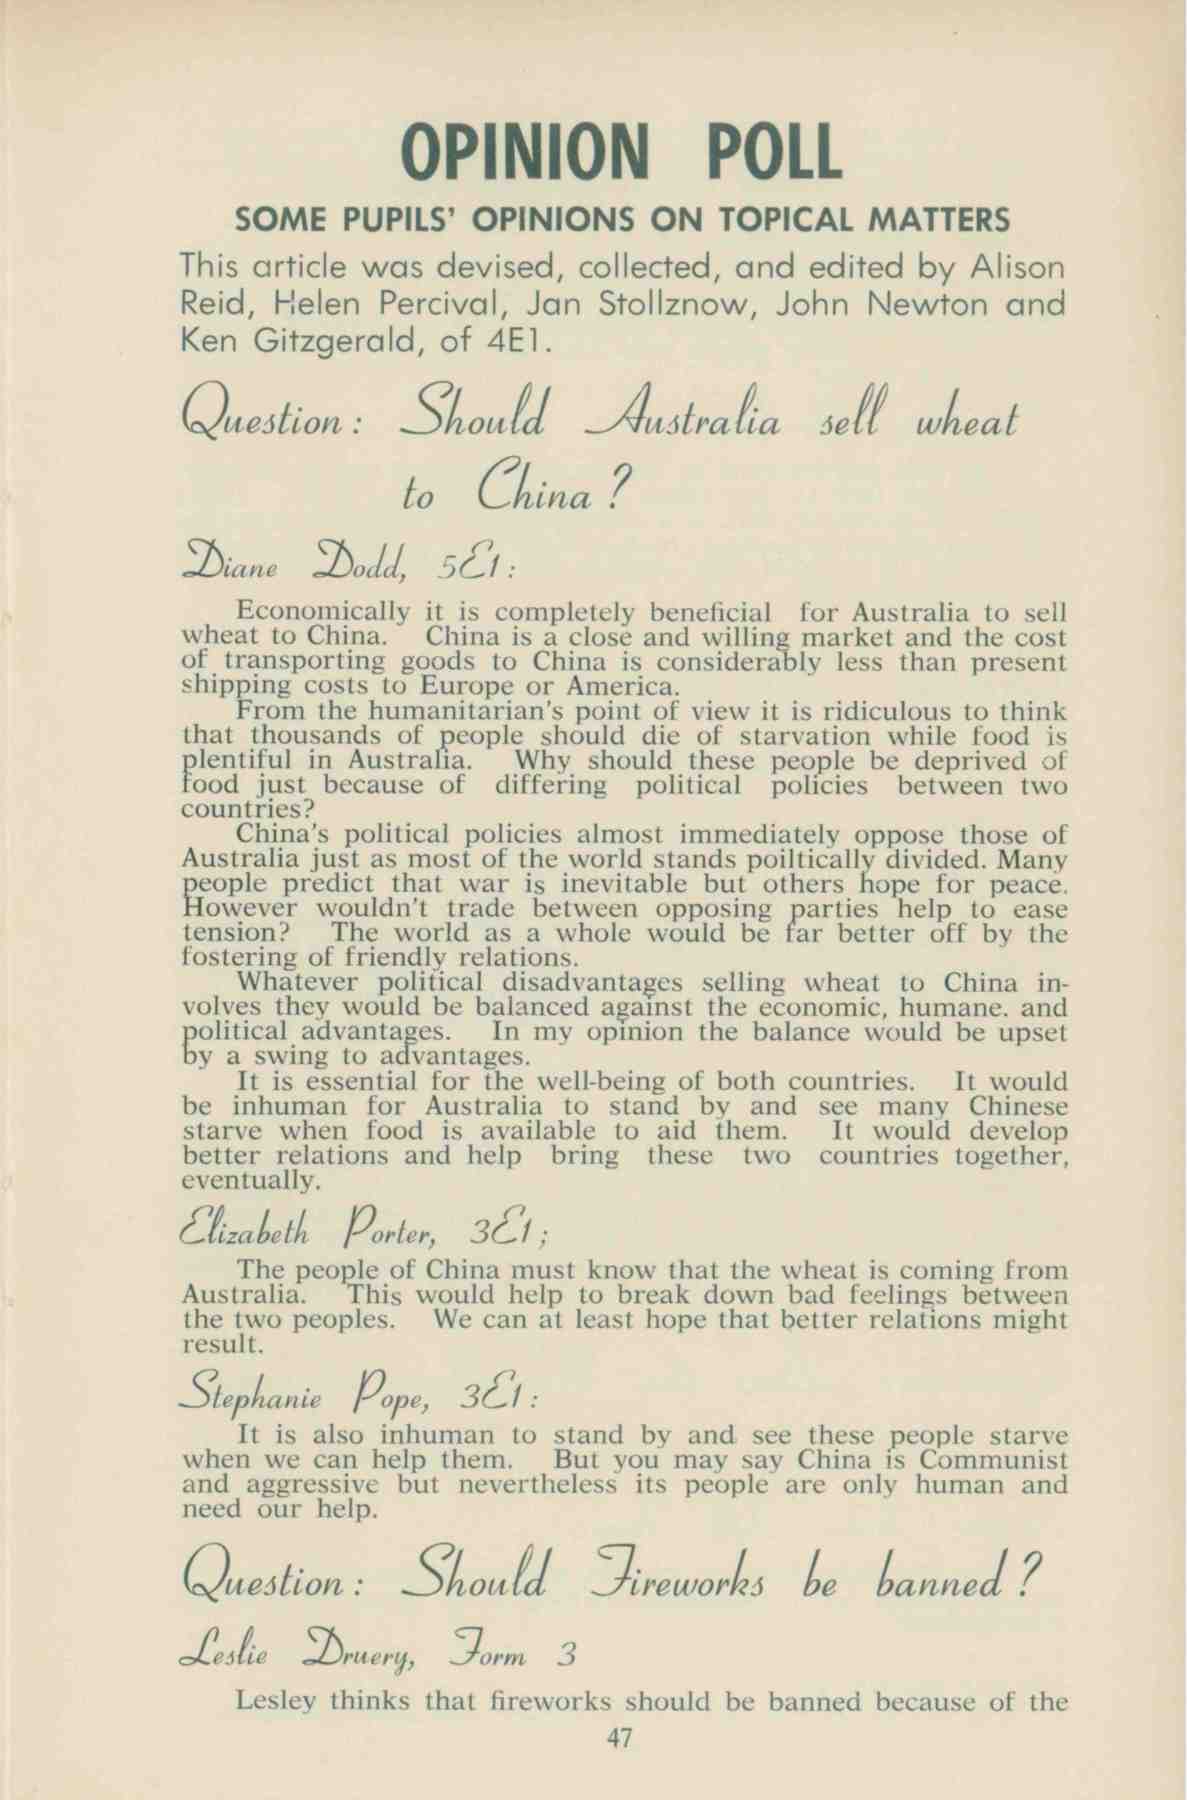 OPINION POLL
SOME PUPILS' OPINIONS ON TOPICAL MATTERS
This article was devised, collected, and edited by Alison
Reid, Helen Percival, Jan Stollznow, John Newton and
Ken Gitzgerald, of 4E1.
Question: Should Australia sell wheat
to China?
Diane Dodd, 5E1:
Economically it is completely beneficial for Australia to sell
wheat to China. China is a close and willing market and the cost
of transporting goods to China is considerably less than present
shipping costs to Europe or America.
From the humanitarian's point of view it is ridiculous to think
that thousands of people should die of starvation while food is
plentiful in Australia. Why should these people be deprived of
food just because of differing political policies between two
countries?
China's political policies almost immediately oppose those of
Australia just as most of the world stands poiltically divided. Many
people predict that war is inevitable but others hope for peace.
However wouldn't trade between opposing parties help to ease
tension? The world as a whole would be far better off by the
fostering of friendly relations.
Whatever political disadvantages selling wheat to China in-
volves they would be balanced against the economic, humane. and
political advantages. In my opinion the balance would be upset
by a swing to advantages.
It is essential for the well-being of both countries. It would
be inhuman for Australia to stand by and see many Chinese
starve when food is available to aid them. It would develop
better relations and help bring these two countries together,
eventually.
Elizabeth Porter, 3E1;
The people of China must know that the wheat is coming from
Australia. This would help to break down bad feelings between
the two peoples. We can at least hope that better relations might
result.
Stephanie Pope, 3E1:
It is also inhuman to stand by and see these people starve
when we can help them. But you may say China is Communist
and aggressive but nevertheless its people are only human and
need our help.
Question: Should Fireworks be banned?
Leslie Druery, Form 3
Lesley thinks that fireworks should be banned because of the
47